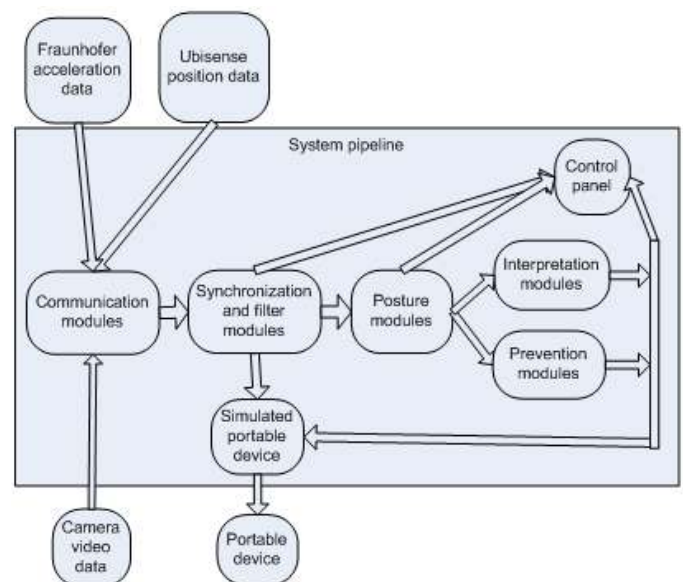 Fraunhofer
acceleration
data
Ubisense
position data
System pipeline
Control
panel
Communication
modules
Synchronization
and filter
modules
Posture
modules
Interpretation
modules
Prevention
modules
Simulated
portable
device
Camera
video
data
Portable
device